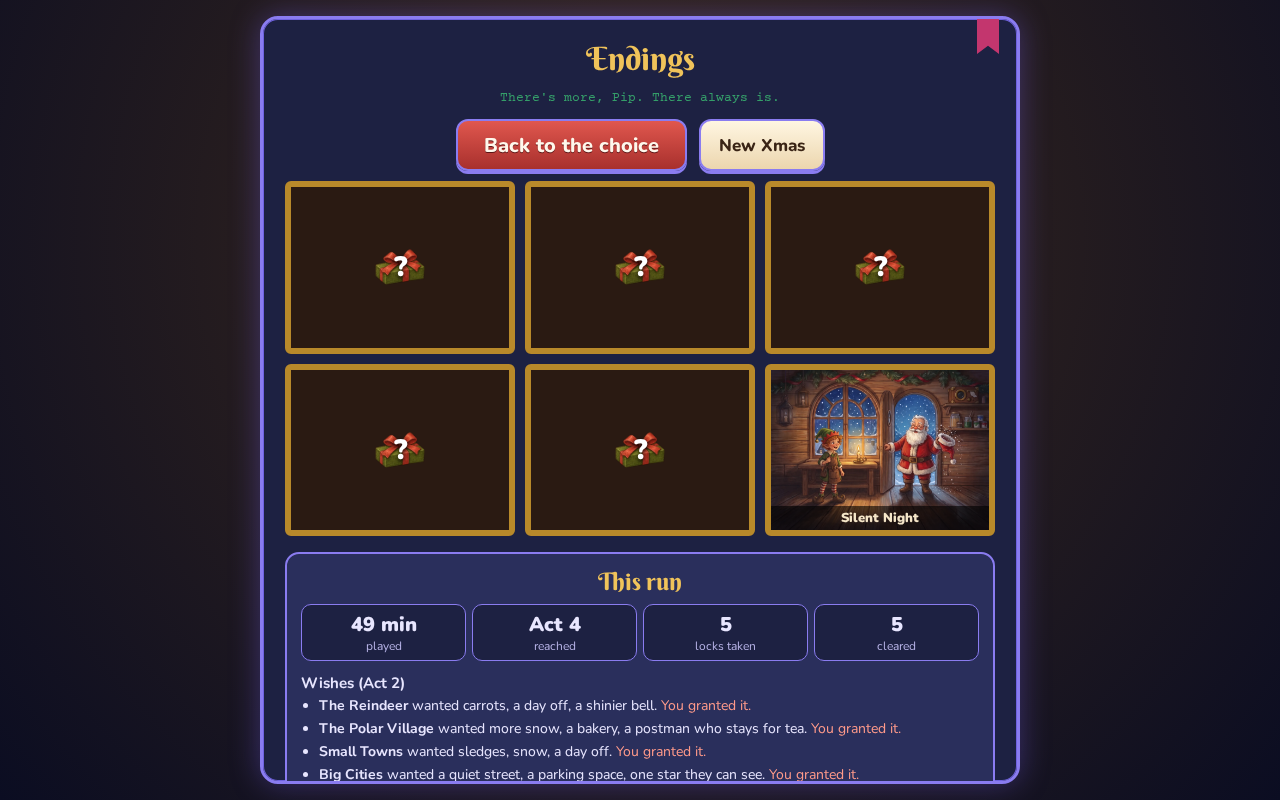 Endings
There's more, Pip. There always is.
Back to the choice
New Xmas
?
?
?
?
?
Silent Night
This run
49 min
played
Act 4
reached
5
locks taken
5
cleared
Wishes (Act 2)
• The Reindeer wanted carrots, a day off, a shinier bell. You granted it.
• The Polar Village wanted more snow, a bakery, a postman who stays for tea. You granted it.
• Small Towns wanted sledges, snow, a day off. You granted it.
• Big Cities wanted a quiet street, a parking space, one star they can see. You granted it.